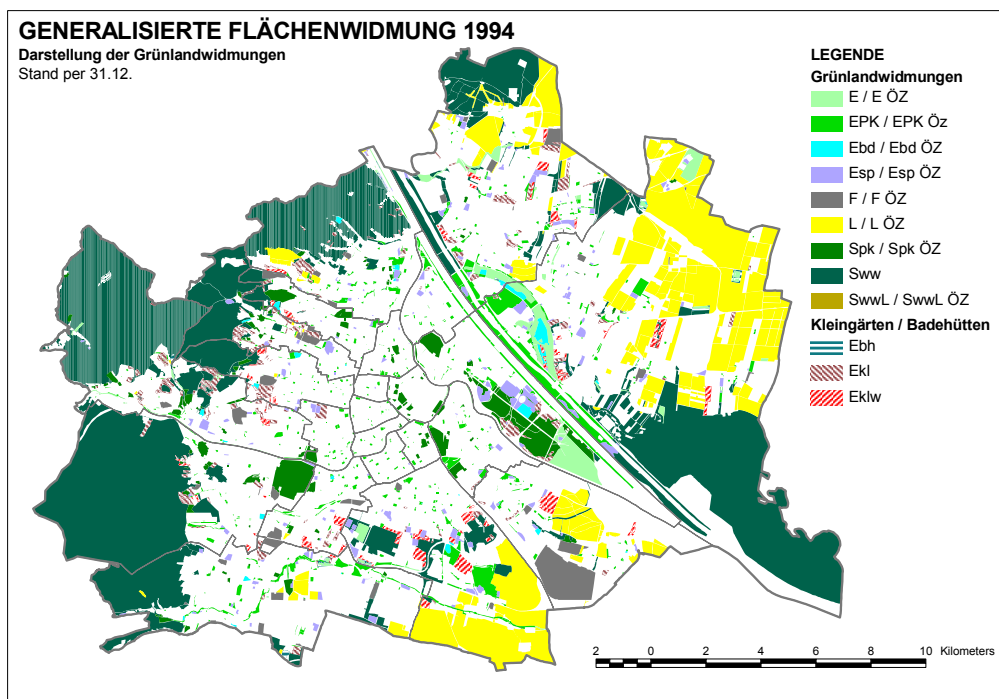 GENERALISIERTE FLÄCHENWIDMUNG 1994
Darstellung der Grünlandwidmungen
Stand per 31.12.
LEGENDE
Grünlandwidmungen
E / E ÖZ
EPK / EPK Öz
Ebd / Ebd ÖZ
Esp / Esp ÖZ
F / F ÖZ
L / L ÖZ
Spk / Spk ÖZ
Sww
SwwL / SwwL ÖZ
Kleingärten / Badehütten
Ebh
Ekl
Eklw
2 0 2 4 6 8 10 Kilometers